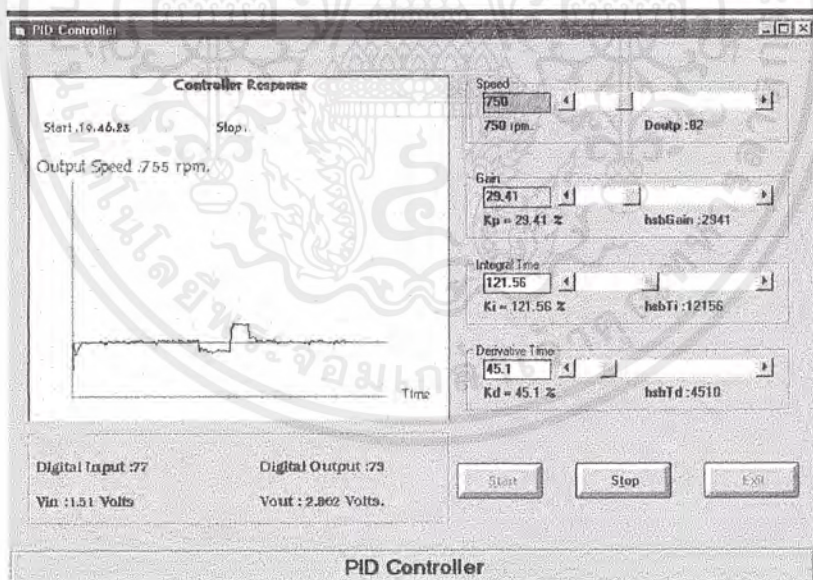 PID Controller
Controller Response
Start :19.46.23
Stop :
Output Speed :755 rpm.
Time
Speed
750
750 rpm.
Doutp :82
Gain
29.41
Kp = 29.41 %
hsbGain :2941
Integral Time
121.56
Ki = 121.56 %
hsbTi :12156
Derivative Time
45.1
Kd = 45.1 %
hsbTd :4510
Digital Input :77
Digital Output :73
Vin :1.51 Volts
Vout : 2.862 Volts.
Start
Stop
Exit
PID Controller